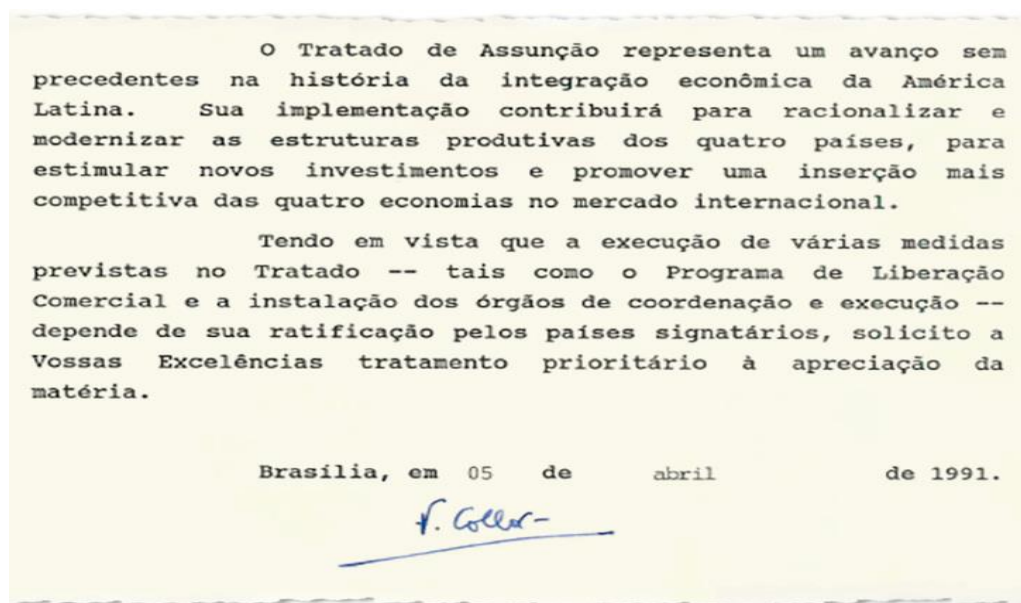 O Tratado de Assunção representa um avanço sem
precedentes na história da integração econômica da América
Latina. Sua implementação contribuirá para racionalizar e
modernizar as estruturas produtivas dos quatro países, para
estimular novos investimentos e promover uma inserção mais
competitiva das quatro economias no mercado internacional.
Tendo em vista que a execução de várias medidas
previstas no Tratado -- tais como o Programa de Liberação
Comercial e a instalação dos órgãos de coordenação e execução --
depende de sua ratificação pelos países signatários, solicito a
Vossas Excelências tratamento prioritário à apreciação da
matéria.
Brasília, em 05 de abril de 1991.
F. Collor